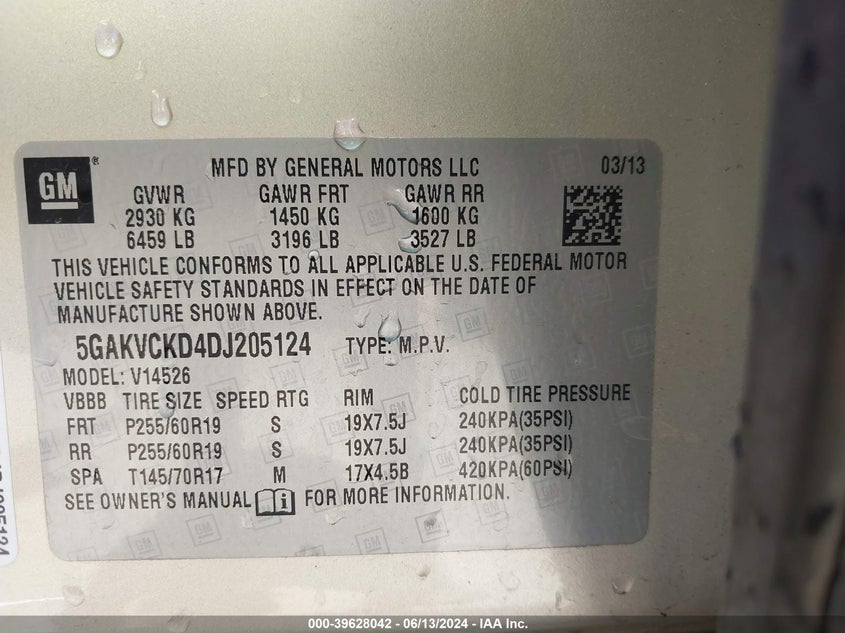 GM ®
MFD BY GENERAL MOTORS LLC 03/13
GVWR GAWR FRT GAWR RR
2930 KG 1450 KG 1600 KG
6459 LB 3196 LB 3527 LB
THIS VEHICLE CONFORMS TO ALL APPLICABLE U.S. FEDERAL MOTOR
VEHICLE SAFETY STANDARDS IN EFFECT ON THE DATE OF
MANUFACTURE SHOWN ABOVE.
5GAKVCKD4DJ205124 TYPE: M.P.V.
MODEL: V14526
VBBB TIRE SIZE SPEED RTG RIM COLD TIRE PRESSURE
FRT P255/60R19 S 19X7.5J 240KPA(35PSI)
RR P255/60R19 S 19X7.5J 240KPA(35PSI)
SPA T145/70R17 M 17X4.5B 420KPA(60PSI)
SEE OWNER'S MANUAL FOR MORE INFORMATION.
000-39628042 - 06/13/2024 - IAA Inc.